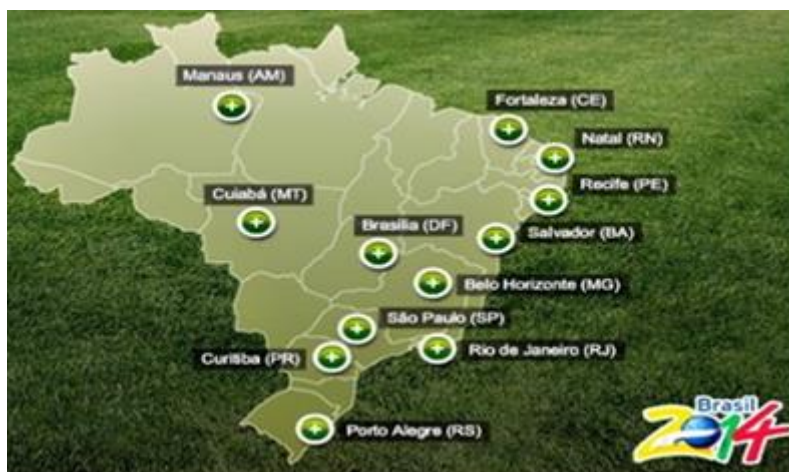 Manaus (AM)
Fortaleza (CE)
Natal (RN)
Recife (PE)
Cuiabá (MT)
Brasília (DF)
Salvador (BA)
Belo Horizonte (MG)
São Paulo (SP)
Rio de Janeiro (RJ)
Curitiba (PR)
Porto Alegre (RS)
Brasil
2014